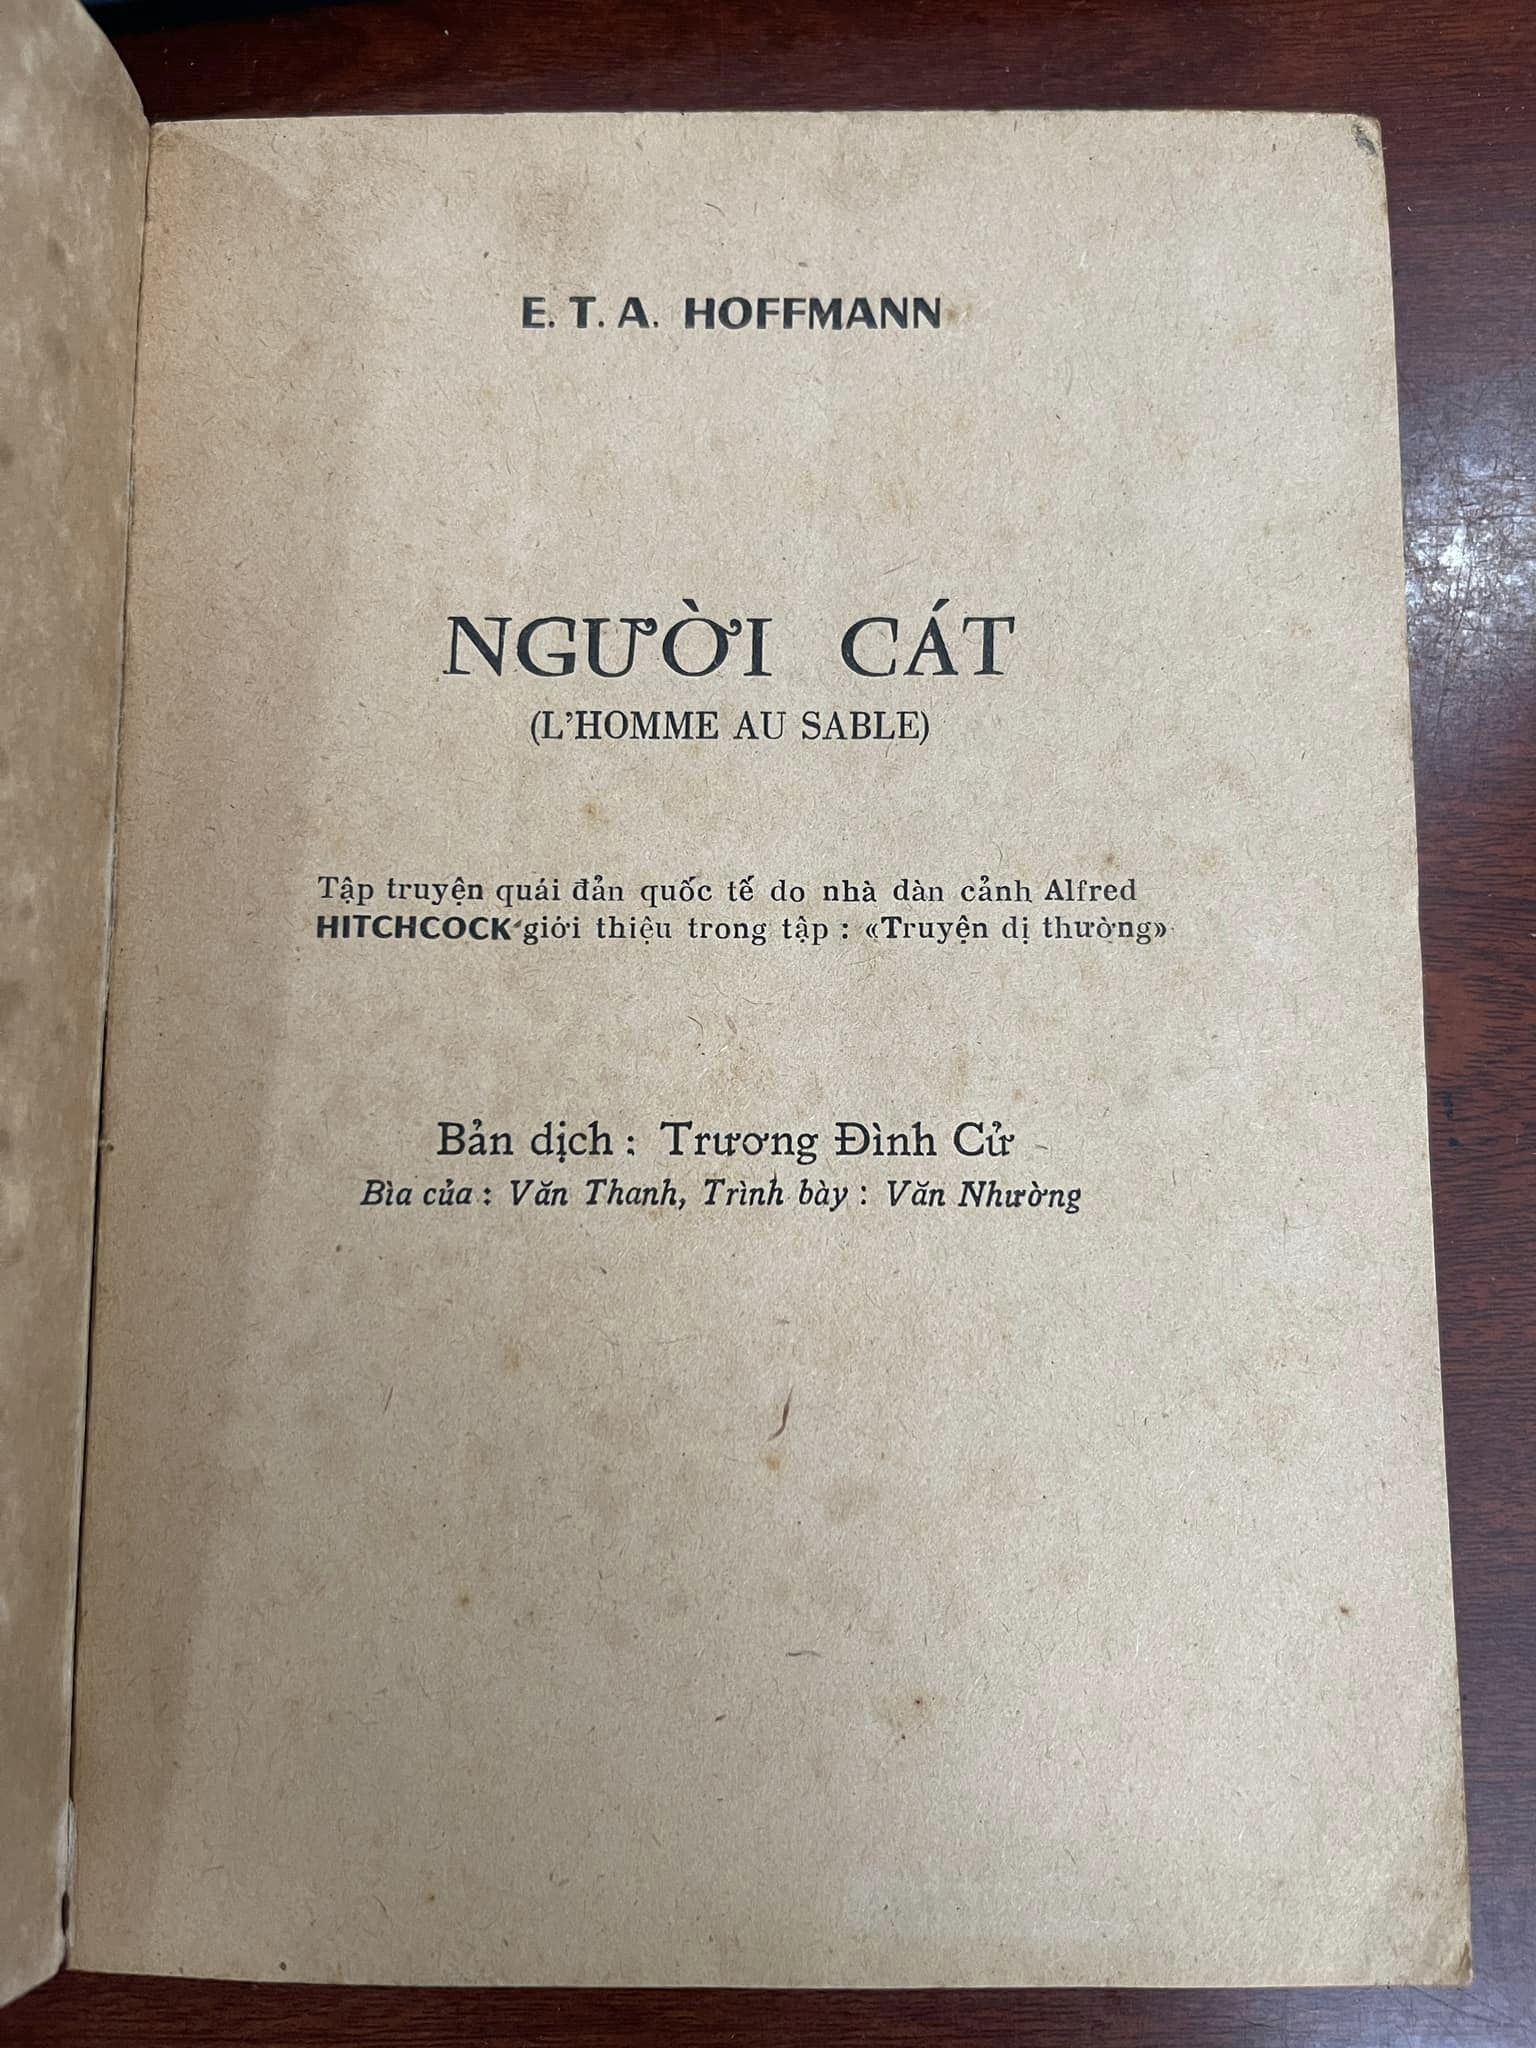 E. T. A. HOFFMANN
NGƯỜI CÁT
(L'HOMME AU SABLE)
Tập truyện quái đản quốc tế do nhà dàn cảnh Alfred
HITCHCOCK giới thiệu trong tập : «Truyện dị thường»
Bản dịch : Trương Đình Cử
Bìa của : Văn Thanh, Trình bày : Văn Nhường